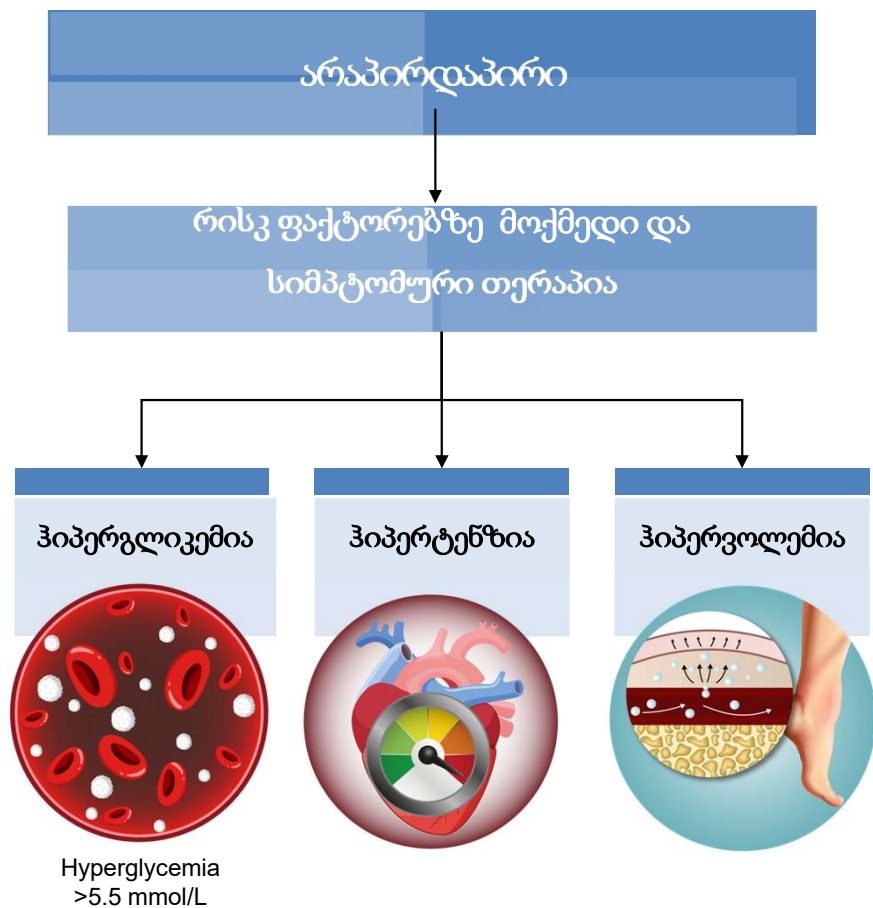 არაპირდაპირი
რისკ ფაქტორებზე მოქმედი და
სიმპტომური თერაპია
ჰიპერგლიკემია
ჰიპერტენზია
ჰიპერვოლემია
Hyperglycemia
>5.5 mmol/L